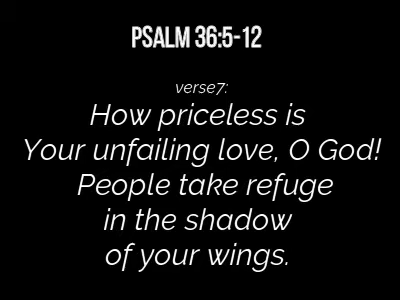 PSALM 36:5-12
verse7:
How priceless is
Your unfailing love, O God!
People take refuge
in the shadow
of your wings.